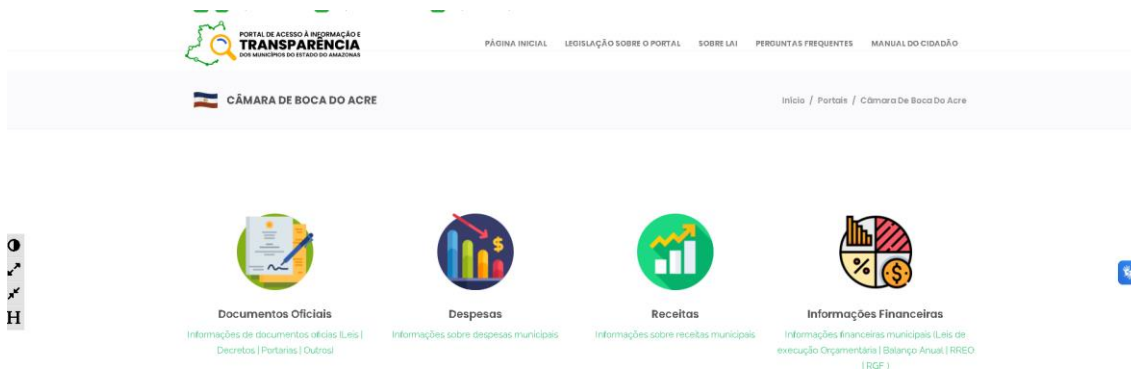 PORTAL DE ACESSO À INFORMAÇÃO E
TRANSPARÊNCIA
DOS MUNICÍPIOS DO ESTADO DO AMAZONAS
PÁGINA INICIAL LEGISLAÇÃO SOBRE O PORTAL SOBRE LAI PERGUNTAS FREQUENTES MANUAL DO CIDADÃO
CÂMARA DE BOCA DO ACRE
Início / Portais / Câmara De Boca Do Acre
H
Documentos Oficiais
Informações de documentos oficias (Leis |
Decretos | Portarias | Outros)
Despesas
Informações sobre despesas municipais
Receitas
Informações sobre receitas municipais
Informações Financeiras
Informações financeiras municipais (Leis de
execução Orçamentária | Balanço Anual | RREO
| RGF )